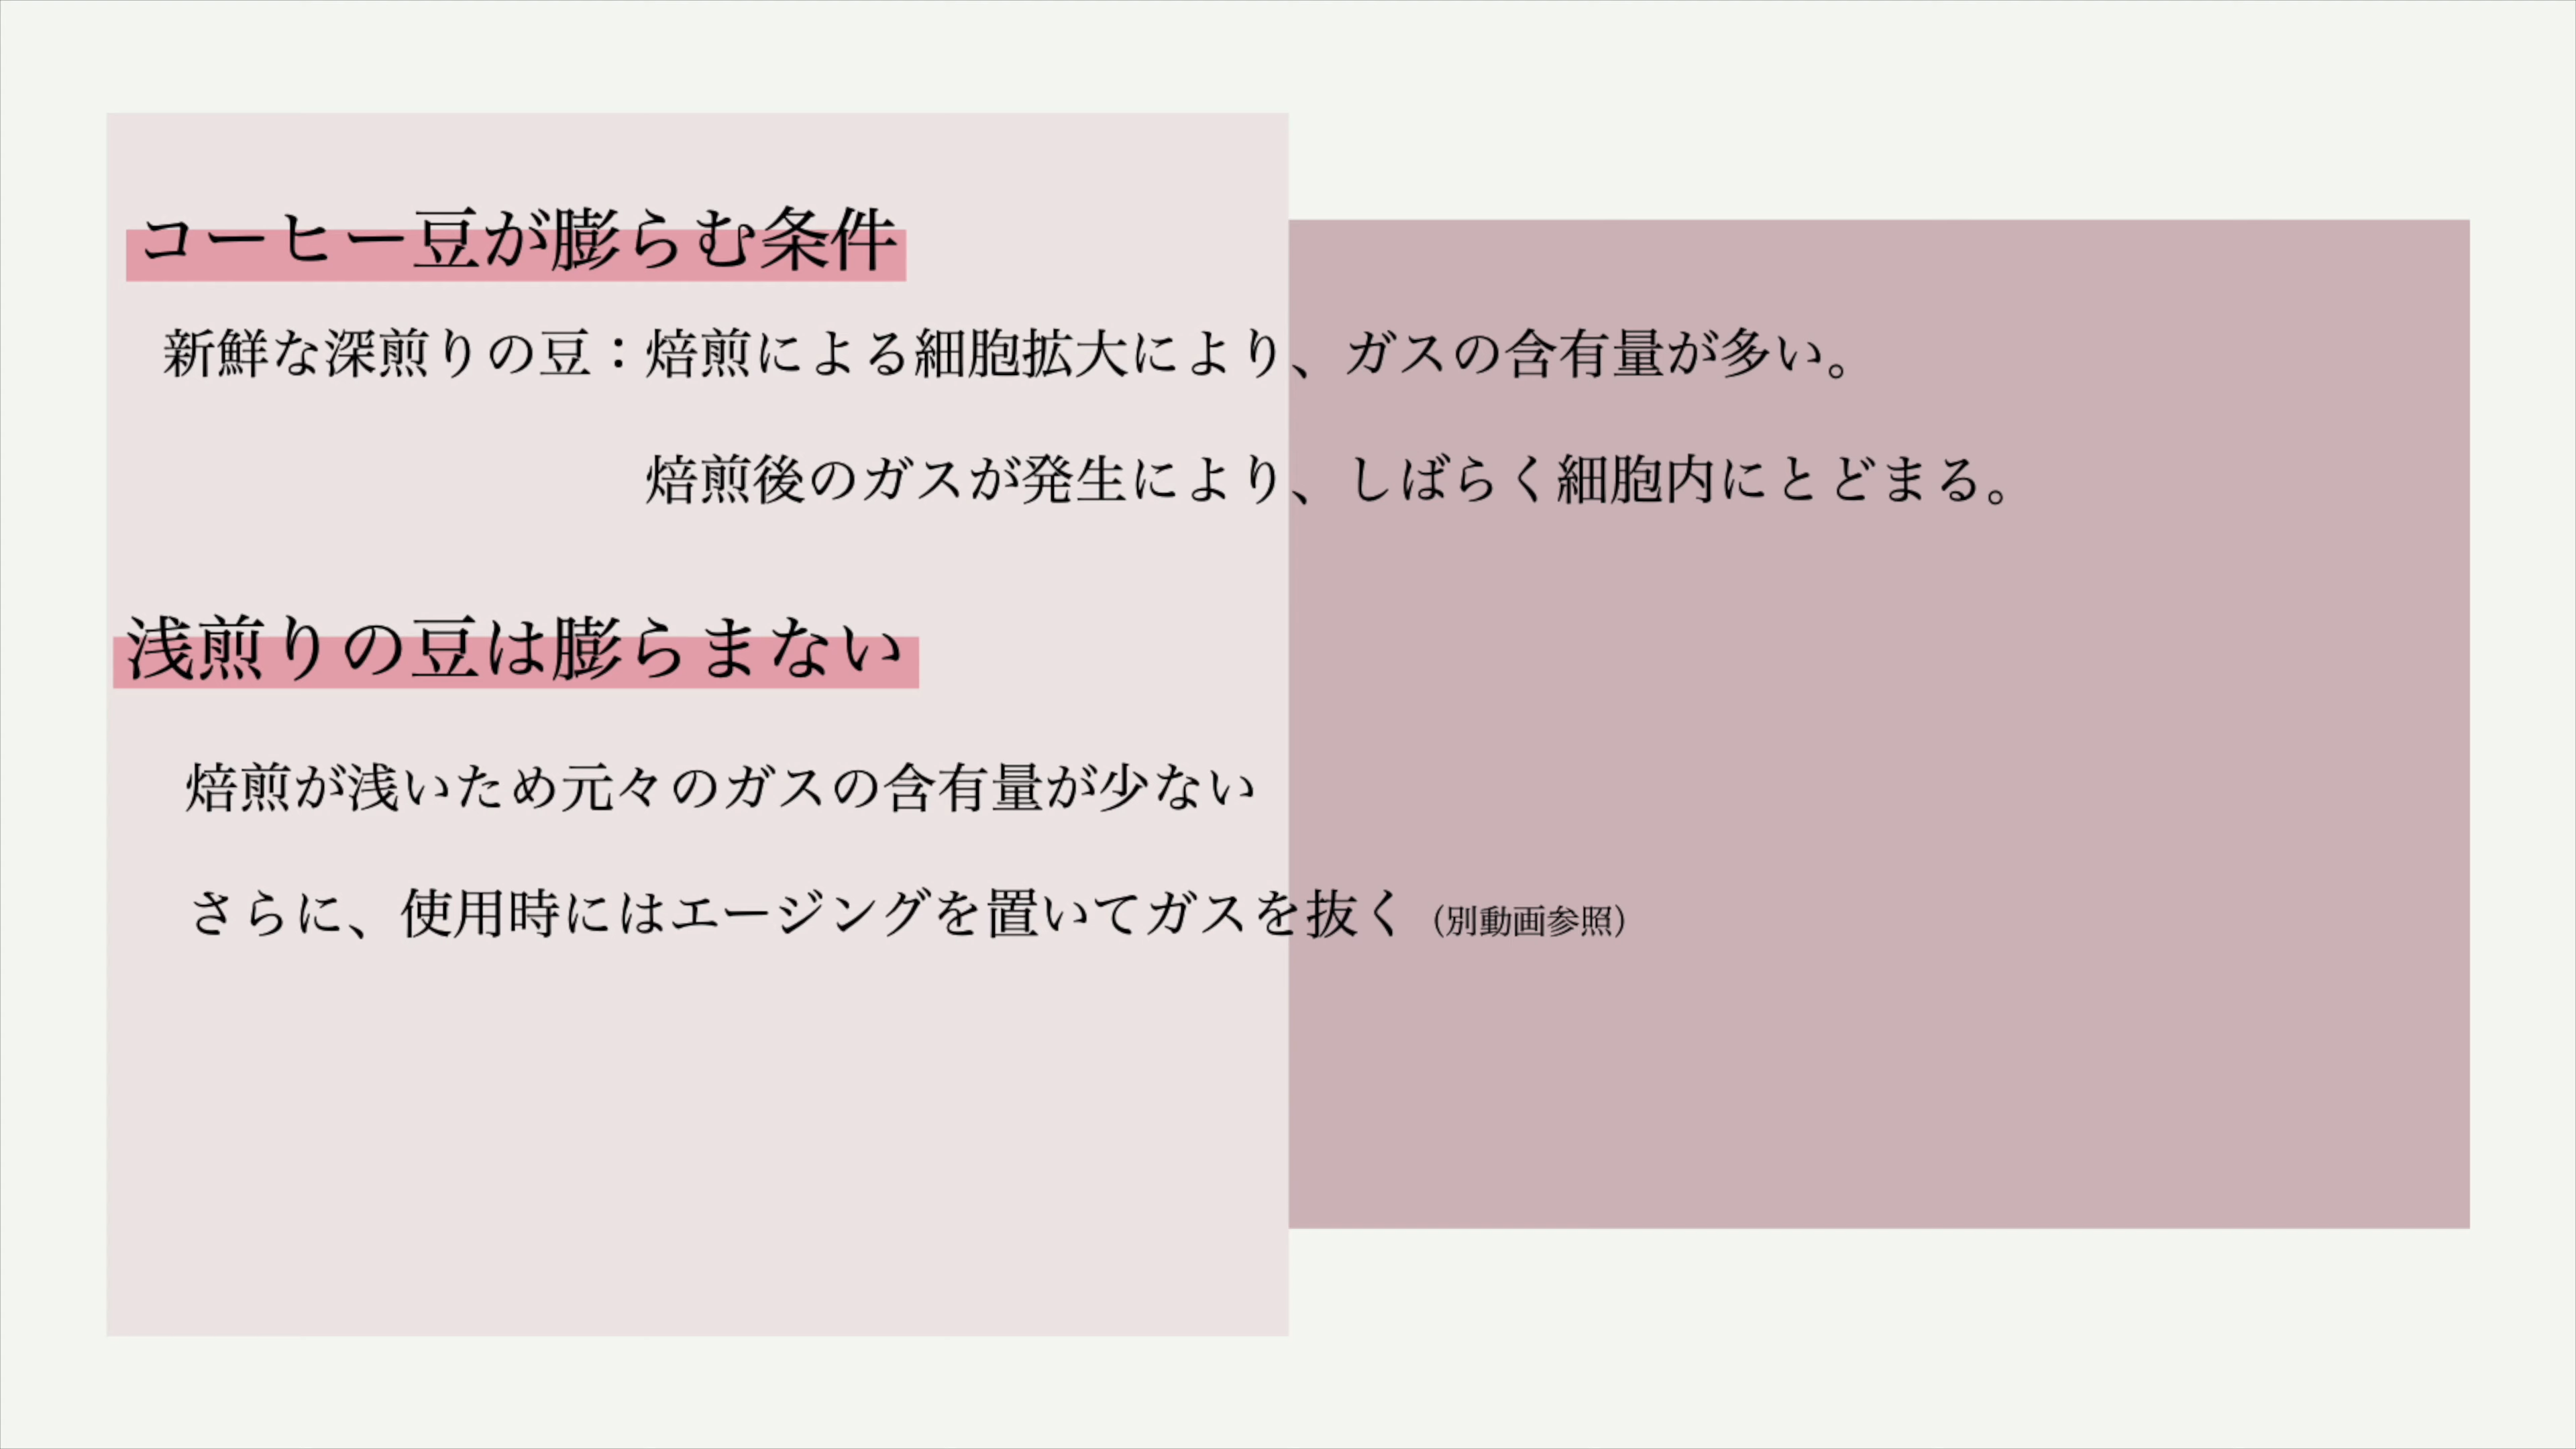 コーヒー豆が膨らむ条件
新鮮な深煎りの豆：焙煎による細胞拡大により、ガスの含有量が多い。
焙煎後のガスが発生により、しばらく細胞内にとどまる。
浅煎りの豆は膨らまない
焙煎が浅いため元々のガスの含有量が少ない
さらに、使用時にはエージングを置いてガスを抜く（別動画参照）